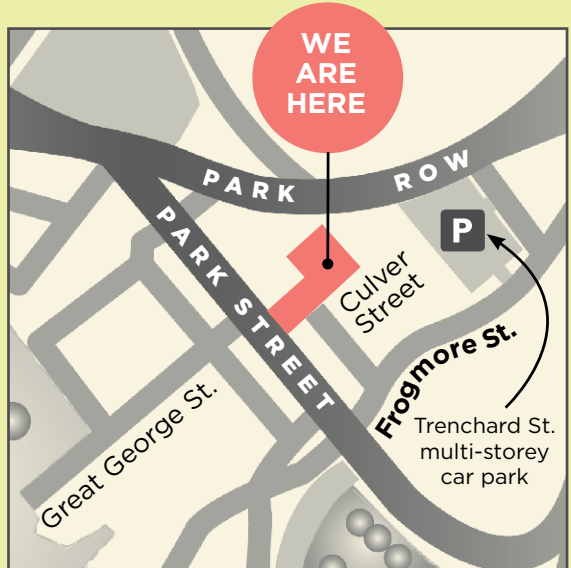 WE
ARE
HERE
PARK ROW
PARK STREET
P
Culver
Street
Frogmore St.
Great George St.
Trenchard St.
multi-storey
car park